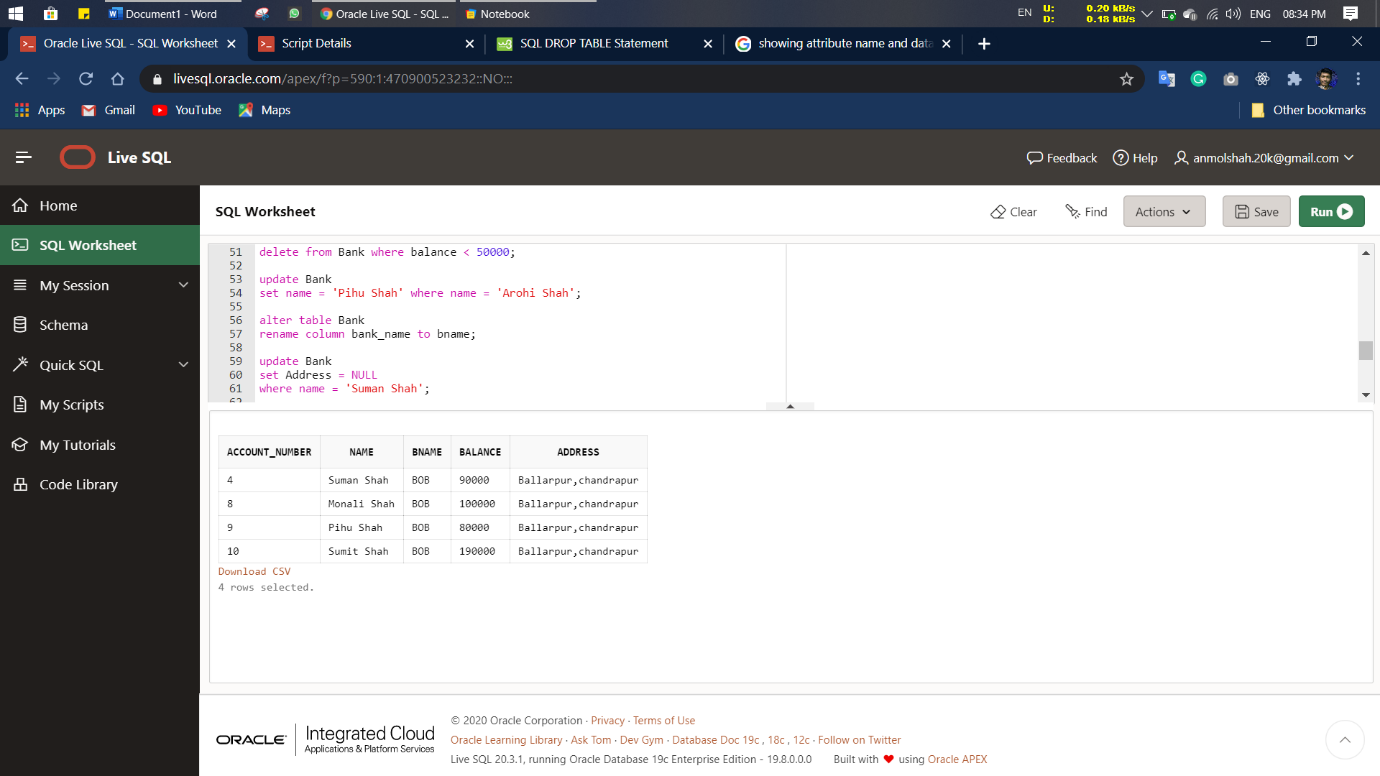 Document1 - Word
Oracle Live SQL - SQL ...
Notebook
EN U: 0.20 kB/s
D: 0.18 kB/s
ENG 08:34 PM
Oracle Live SQL - SQL Worksheet
Script Details
SQL DROP TABLE Statement
showing attribute name and data
livesql.oracle.com/apex/f?p=590:1:470900523232::NO:::
Apps Gmail YouTube Maps Other bookmarks
Live SQL
Feedback Help anmolshah.20k@gmail.com
Home
SQL Worksheet
My Session
Schema
Quick SQL
My Scripts
My Tutorials
Code Library
SQL Worksheet Clear Find Actions Save Run
51 delete from Bank where balance < 50000;
52
53 update Bank
54 set name = 'Pihu Shah' where name = 'Arohi Shah';
55
56 alter table Bank
57 rename column bank_name to bname;
58
59 update Bank
60 set Address = NULL
61 where name = 'Suman Shah';
62
ACCOUNT_NUMBER NAME BNAME BALANCE ADDRESS
4 Suman Shah BOB 90000 Ballarpur,chandrapur
8 Monali Shah BOB 100000 Ballarpur,chandrapur
9 Pihu Shah BOB 80000 Ballarpur,chandrapur
10 Sumit Shah BOB 190000 Ballarpur,chandrapur
Download CSV
4 rows selected.
ORACLE Integrated Cloud
Applications & Platform Services
© 2020 Oracle Corporation · Privacy · Terms of Use
Oracle Learning Library · Ask Tom · Dev Gym · Database Doc 19c , 18c , 12c · Follow on Twitter
Live SQL 20.3.1, running Oracle Database 19c Enterprise Edition - 19.8.0.0.0 Built with ❤ using Oracle APEX